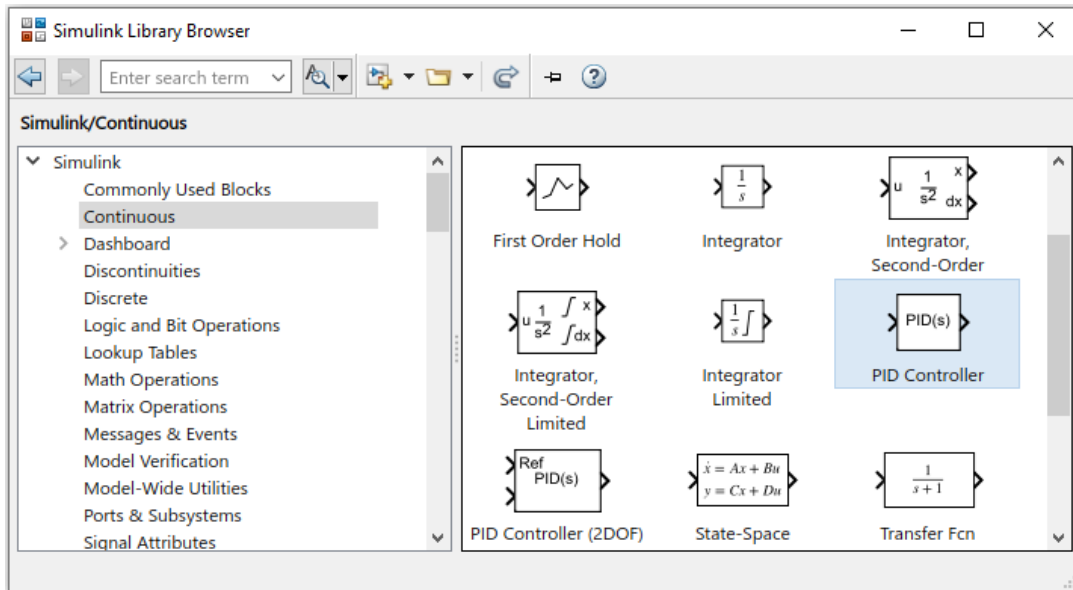 Simulink Library Browser
Enter search term
Simulink/Continuous
Simulink
Commonly Used Blocks
Continuous
Dashboard
Discontinuities
Discrete
Logic and Bit Operations
Lookup Tables
Math Operations
Matrix Operations
Messages & Events
Model Verification
Model-Wide Utilities
Ports & Subsystems
Signal Attributes
First Order Hold
1
s
Integrator
u 1 x
s2 dx
Integrator,
Second-Order
u 1 ∫ x
s2 ∫dx
Integrator,
Second-Order
Limited
1 ∫
s
Integrator
Limited
PID(s)
PID Controller
Ref
PID(s)
PID Controller (2DOF)
ẋ = Ax + Bu
y = Cx + Du
State-Space
1
s + 1
Transfer Fcn